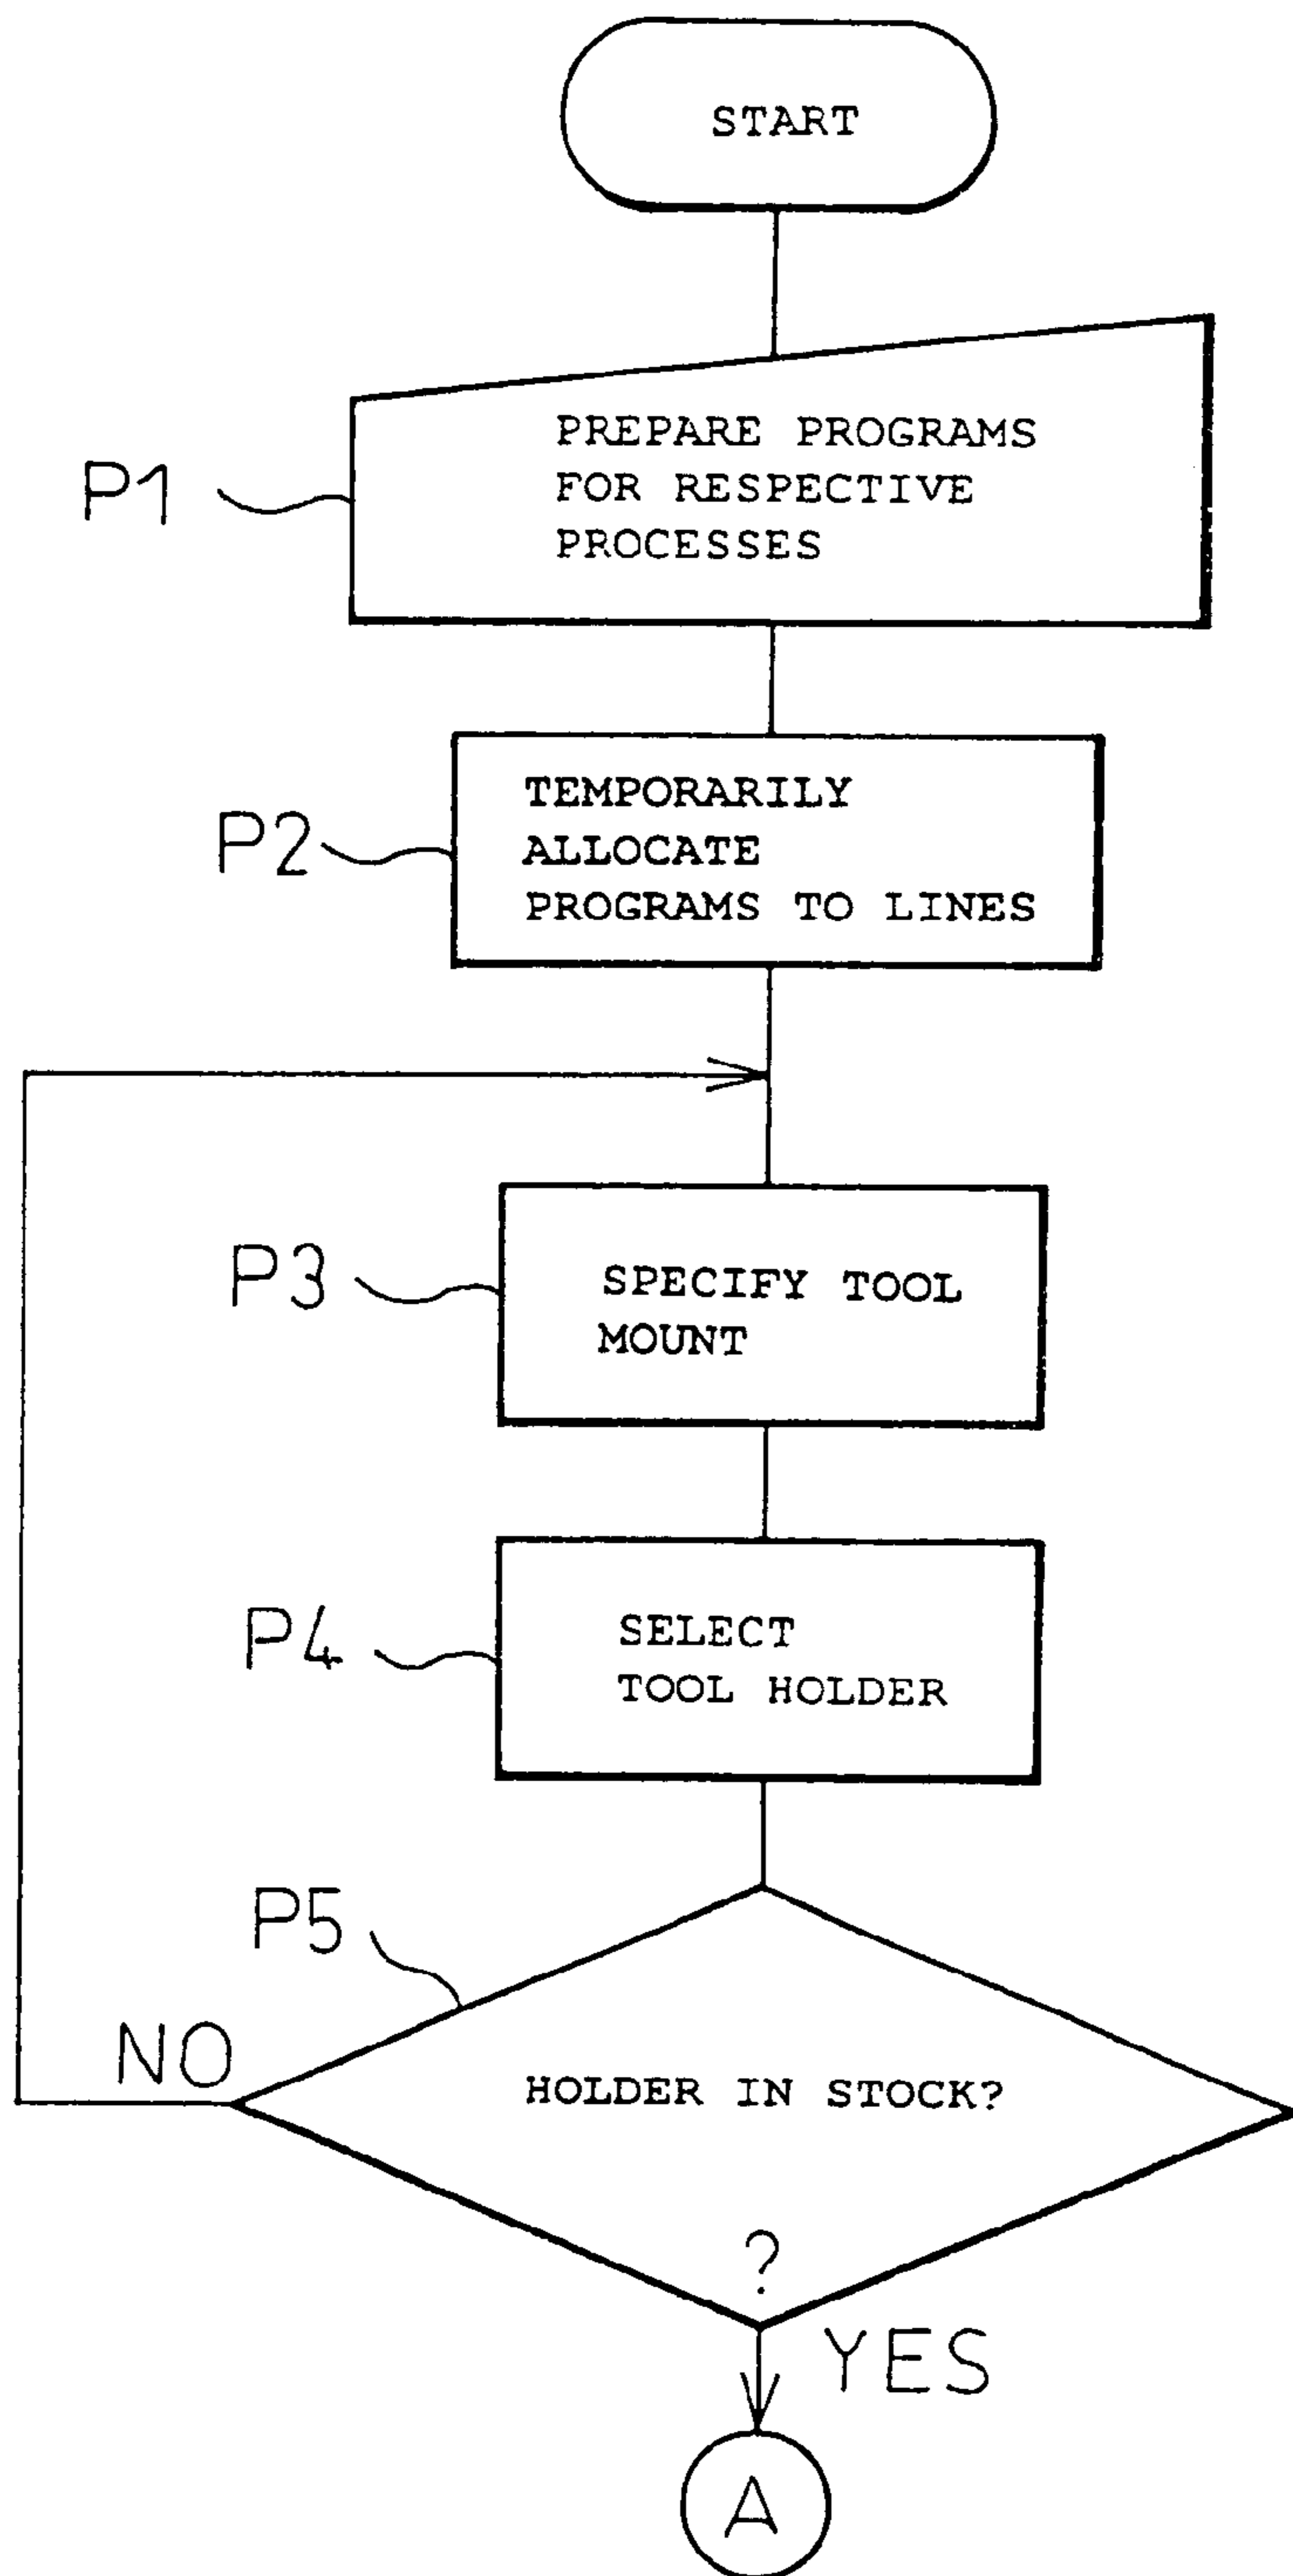 START
PREPARE PROGRAMS
FOR RESPECTIVE
PROCESSES
P1
TEMPORARILY
ALLOCATE
PROGRAMS TO LINES
P2
SPECIFY TOOL
MOUNT
P3
SELECT
TOOL HOLDER
P4
P5
NO
HOLDER IN STOCK?
?
YES
A